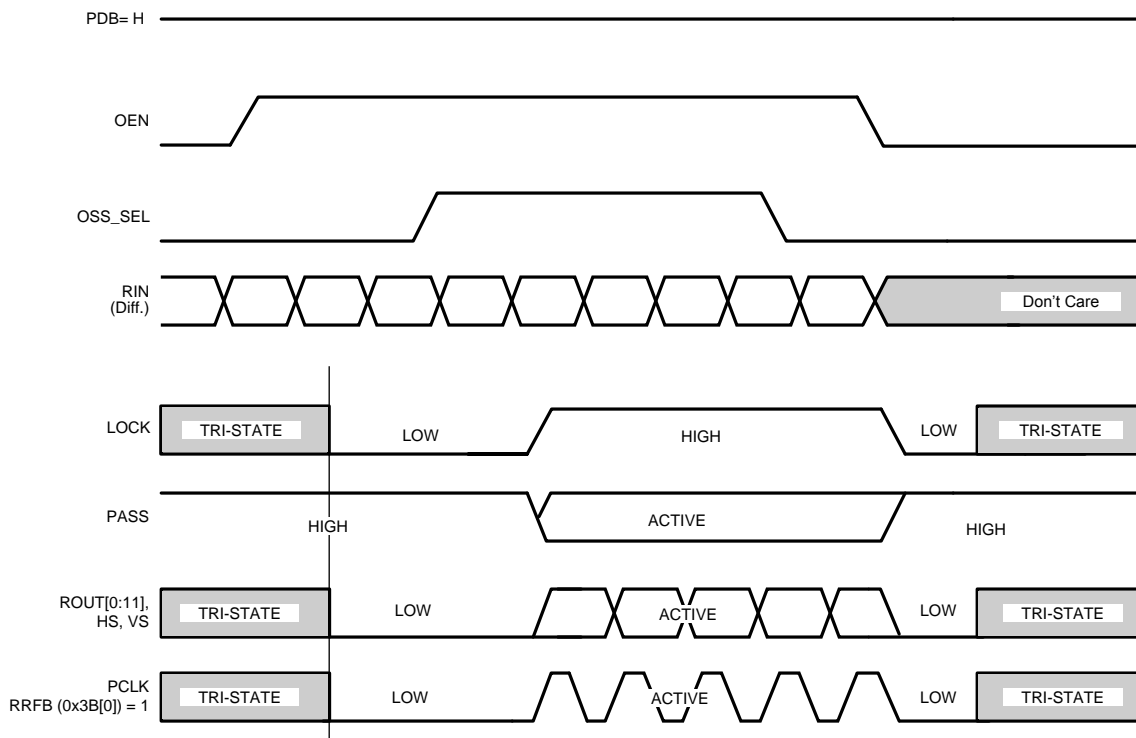 PDB= H
OEN
OSS_SEL
RIN
(Diff.)
Don't Care
LOCK
TRI-STATE
LOW
HIGH
LOW
TRI-STATE
PASS
HIGH
ACTIVE
HIGH
ROUT[0:11],
HS, VS
TRI-STATE
LOW
ACTIVE
LOW
TRI-STATE
PCLK
RRFB (0x3B[0]) = 1
TRI-STATE
LOW
ACTIVE
LOW
TRI-STATE